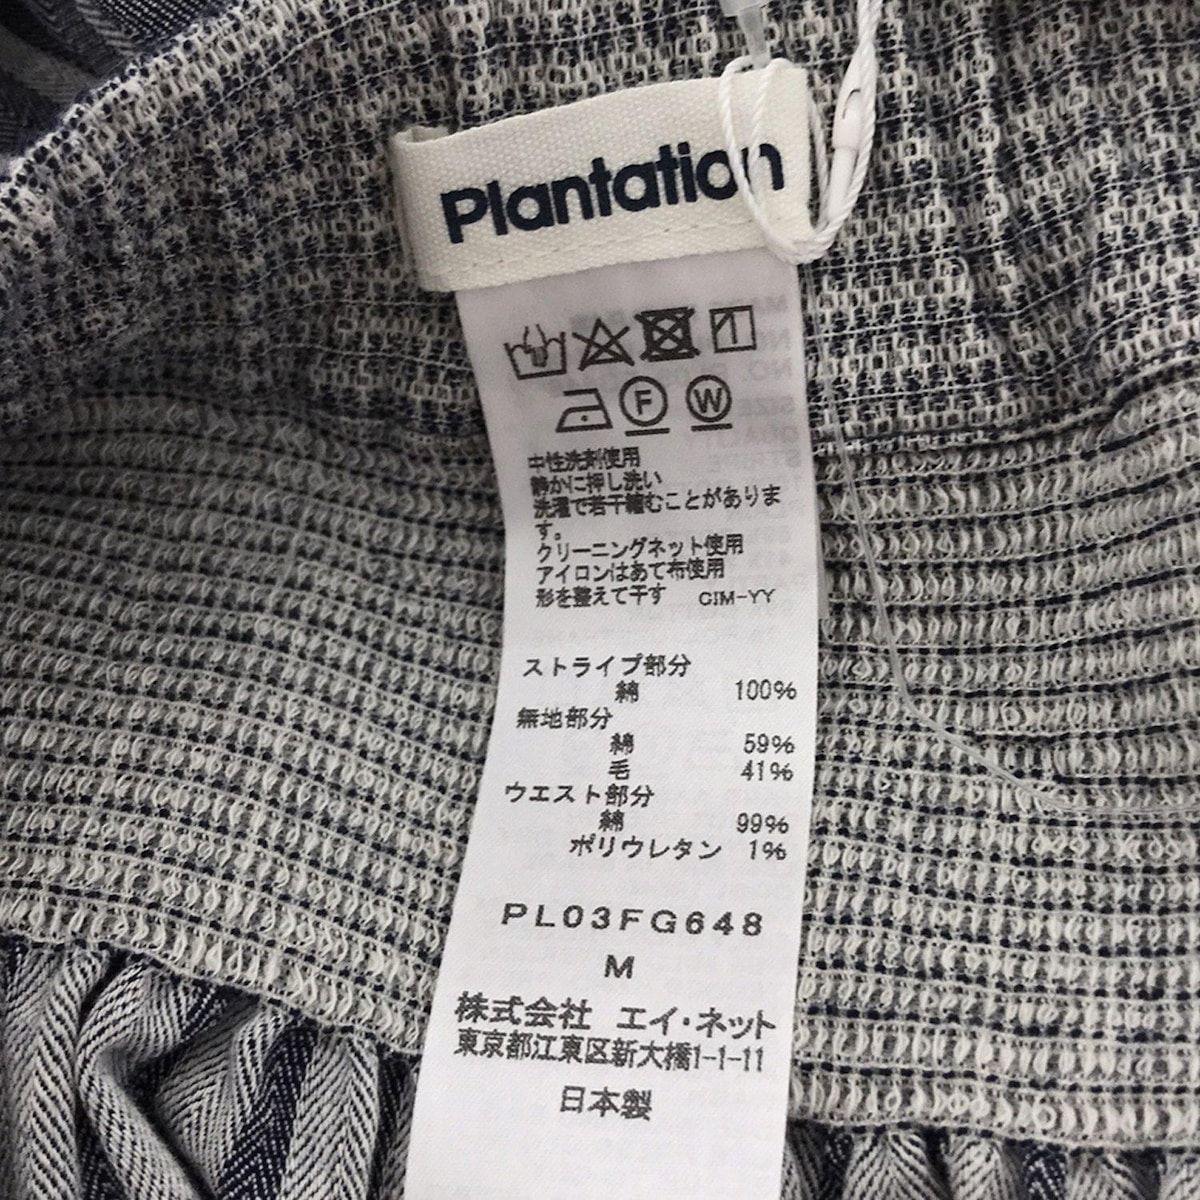 Plantation
F W
中性洗剤使用
静かに押し洗い
洗濯で若干縮むことがありま
す。
クリーニングネット使用
アイロンはあて布使用
形を整えて干す CIM-YY
ストライプ部分
綿 100%
無地部分
綿 59%
毛 41%
ウエスト部分
綿 99%
ポリウレタン 1%
PL03FG648
M
株式会社 エイ・ネット
東京都江東区新大橋1-1-11
日本製